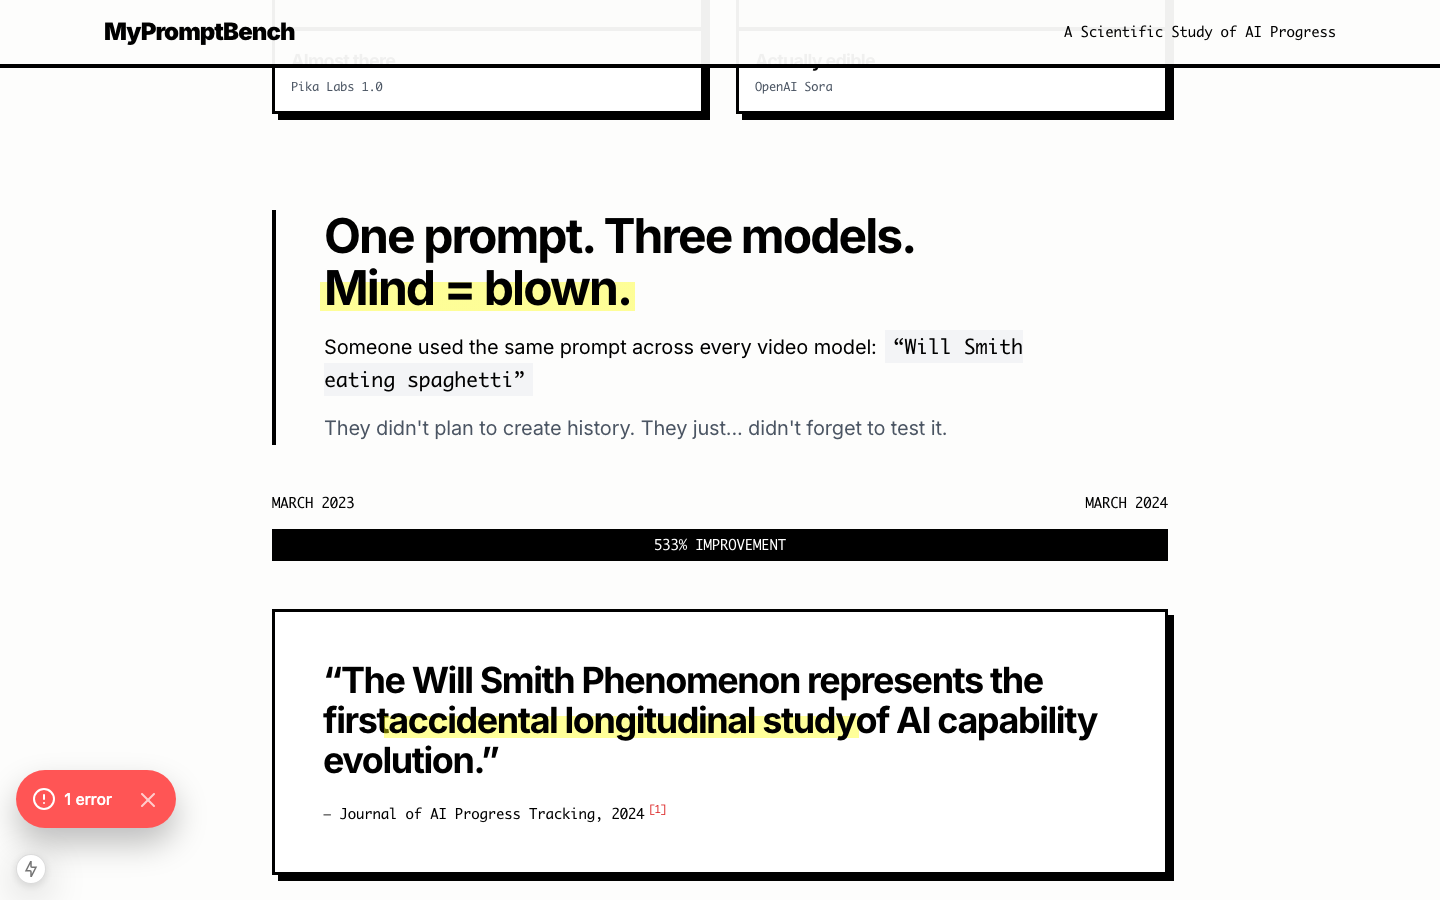 MyPromptBench
A Scientific Study of AI Progress
Almost there
Actually edible
Pika Labs 1.0
OpenAI Sora
One prompt. Three models.
Mind = blown.
Someone used the same prompt across every video model: “Will Smith
eating spaghetti”
They didn't plan to create history. They just... didn't forget to test it.
MARCH 2023
MARCH 2024
533% IMPROVEMENT
“The Will Smith Phenomenon represents the
firstaccidental longitudinal studyof AI capability
evolution.”
— Journal of AI Progress Tracking, 2024 [1]
1 error